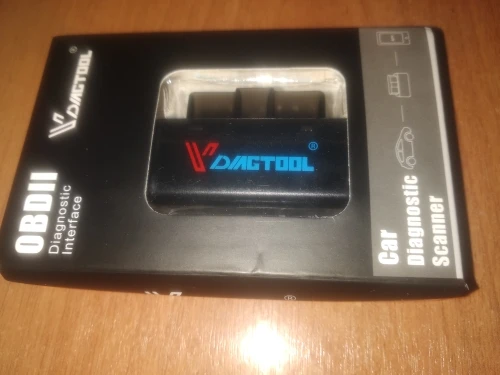 VDIAGTOOL®
OBDII
Diagnostic
Interface
VDIAGTOOL®
Car
Diagnostic
Scanner